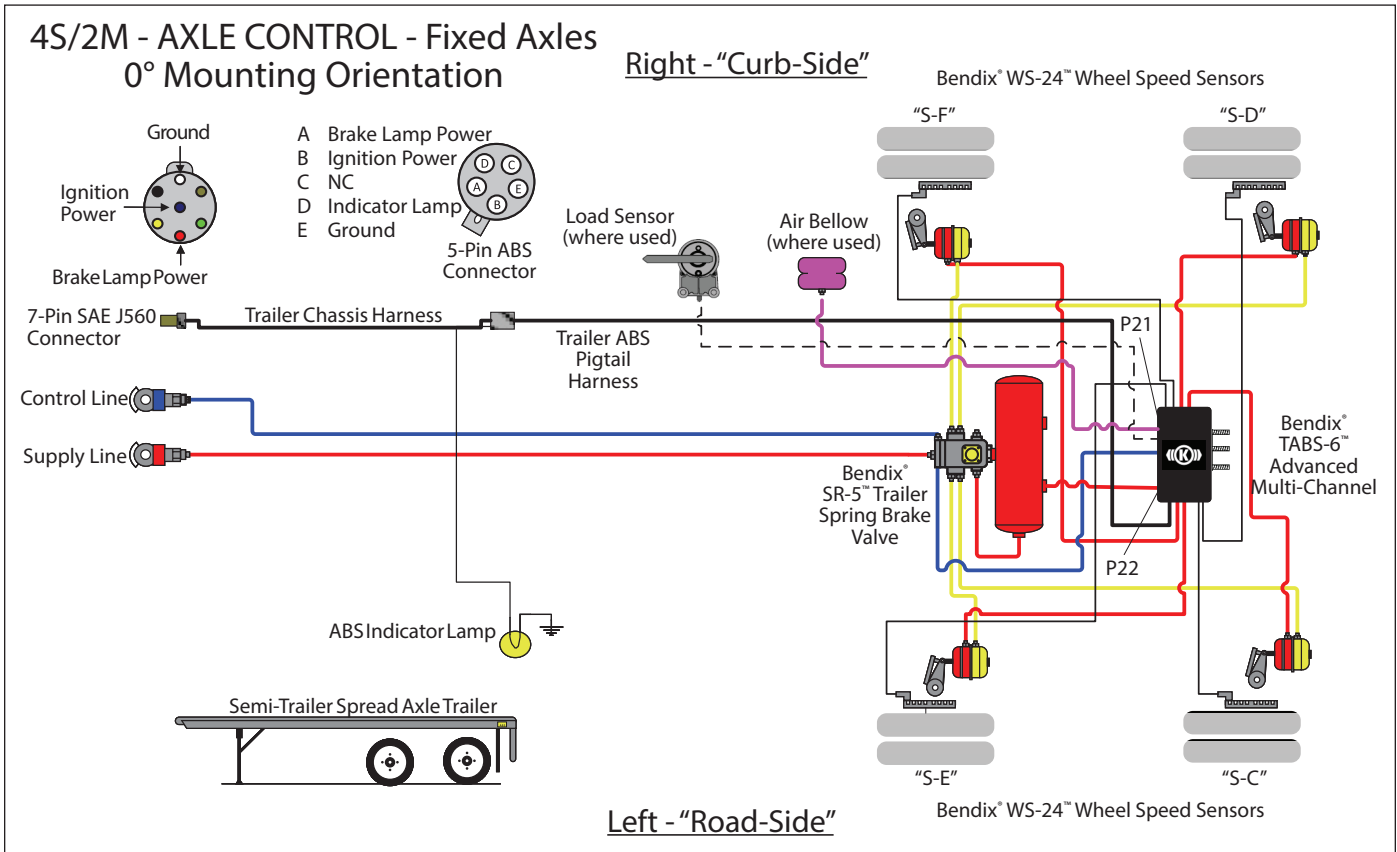 4S/2M - AXLE CONTROL - Fixed Axles
0° Mounting Orientation
Right - “Curb-Side”
Bendix® WS-24™ Wheel Speed Sensors
“S-F”
“S-D”
Ground
Ignition
Power
Brake Lamp Power
A Brake Lamp Power
B Ignition Power
C NC
D Indicator Lamp
E Ground
D
C
A
E
B
5-Pin ABS
Connector
Load Sensor
(where used)
Air Bellow
(where used)
7-Pin SAE J560
Connector
Trailer Chassis Harness
Trailer ABS
Pigtail
Harness
P21
Control Line
Supply Line
Bendix®
SR-5™ Trailer
Spring Brake
Valve
K
Bendix®
TABS-6™
Advanced
Multi-Channel
P22
ABS Indicator Lamp
Semi-Trailer Spread Axle Trailer
“S-E”
“S-C”
Left - “Road-Side”
Bendix® WS-24™ Wheel Speed Sensors